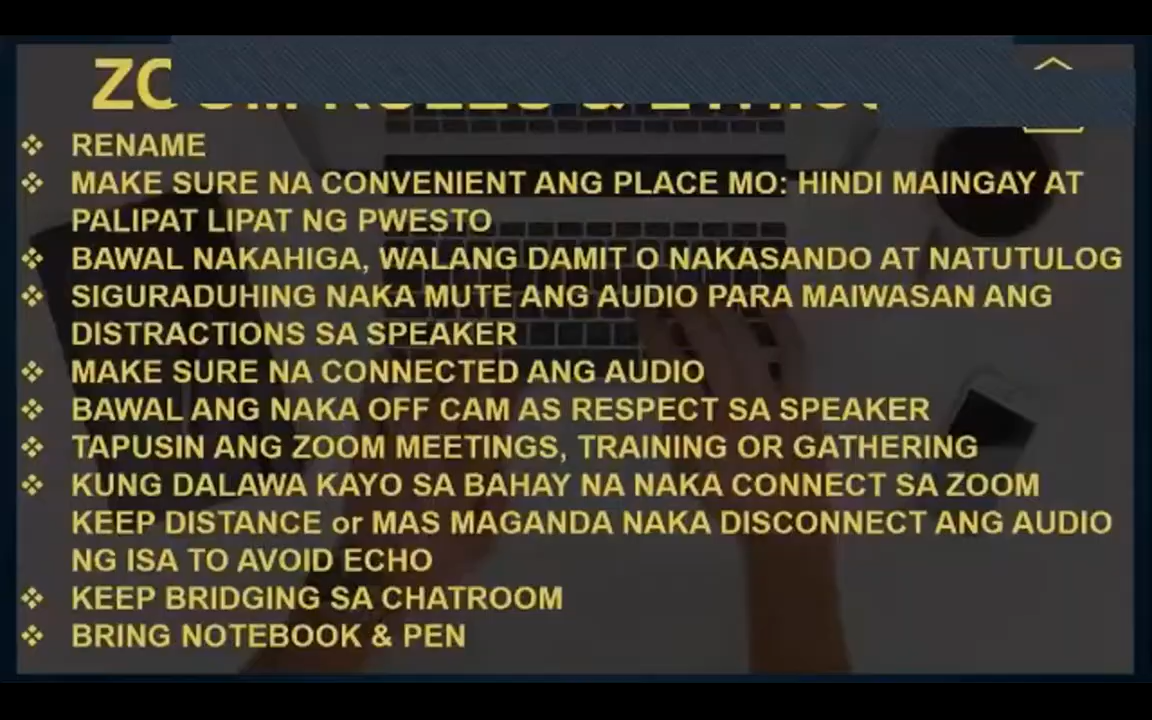 ❖ RENAME
❖ MAKE SURE NA CONVENIENT ANG PLACE MO: HINDI MAINGAY AT
PALIPAT LIPAT NG PWESTO
❖ BAWAL NAKAHIGA, WALANG DAMIT O NAKASANDO AT NATUTULOG
❖ SIGURADUHING NAKA MUTE ANG AUDIO PARA MAIWASAN ANG
DISTRACTIONS SA SPEAKER
❖ MAKE SURE NA CONNECTED ANG AUDIO
❖ BAWAL ANG NAKA OFF CAM AS RESPECT SA SPEAKER
❖ TAPUSIN ANG ZOOM MEETINGS, TRAINING OR GATHERING
❖ KUNG DALAWA KAYO SA BAHAY NA NAKA CONNECT SA ZOOM
KEEP DISTANCE or MAS MAGANDA NAKA DISCONNECT ANG AUDIO
NG ISA TO AVOID ECHO
❖ KEEP BRIDGING SA CHATROOM
❖ BRING NOTEBOOK & PEN